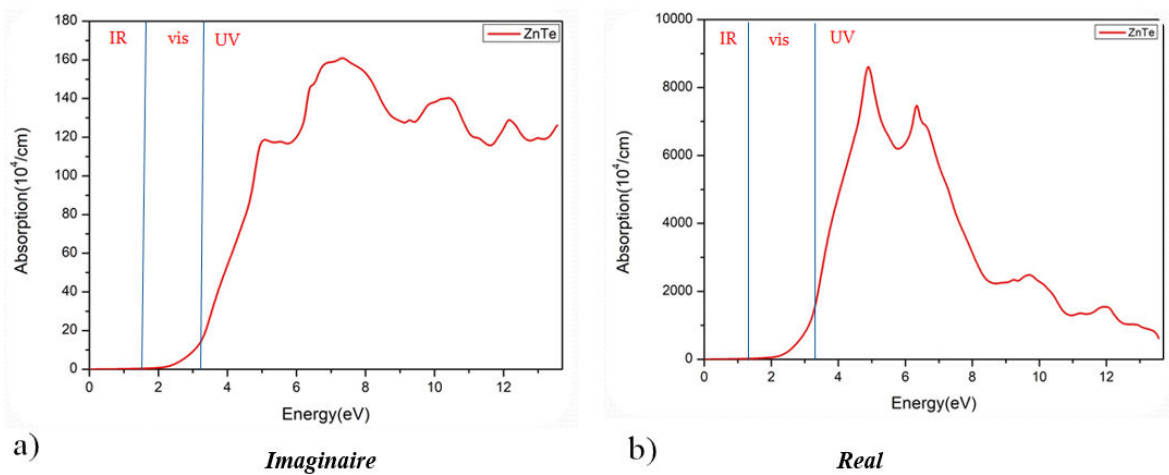 180
160
140
120
100
80
60
40
20
0
IR vis UV
ZnTe
Absorption(10⁴/cm)
0 2 4 6 8 10 12
Energy(eV)
a) Imaginaire
10000
8000
6000
4000
2000
0
IR vis UV
ZnTe
Absorption(10⁴/cm)
0 2 4 6 8 10 12
Energy(eV)
b) Real